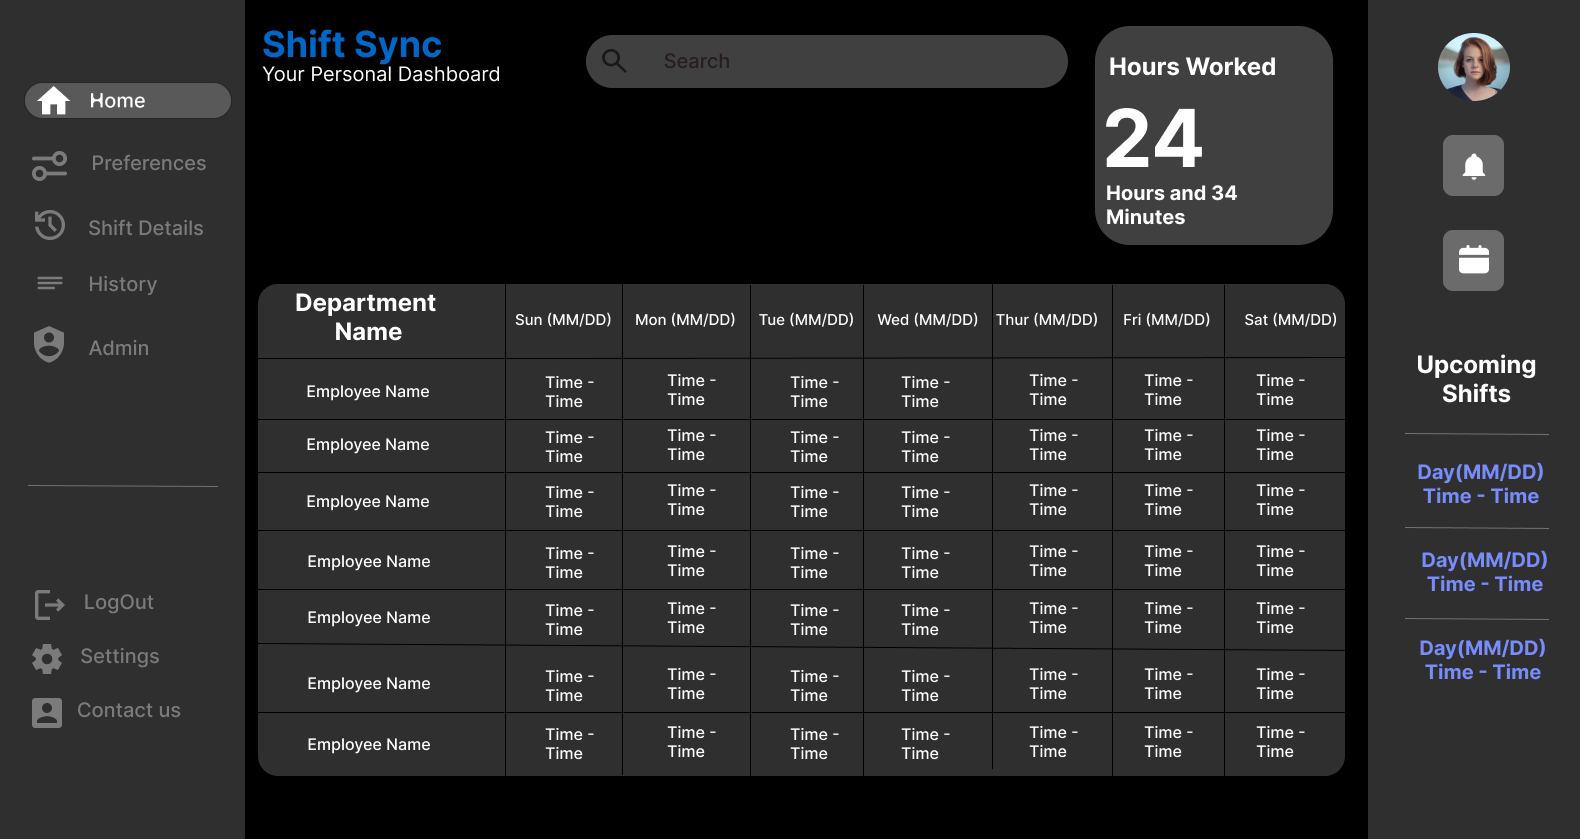 Home
Preferences
Shift Details
History
Admin
LogOut
Settings
Contact us
Shift Sync
Your Personal Dashboard
Search
Hours Worked
24
Hours and 34
Minutes
Department
Name
Sun (MM/DD)
Mon (MM/DD)
Tue (MM/DD)
Wed (MM/DD)
Thur (MM/DD)
Fri (MM/DD)
Sat (MM/DD)
Employee Name
Time -
Time
Time -
Time
Time -
Time
Time -
Time
Time -
Time
Time -
Time
Time -
Time
Employee Name
Time -
Time
Time -
Time
Time -
Time
Time -
Time
Time -
Time
Time -
Time
Time -
Time
Employee Name
Time -
Time
Time -
Time
Time -
Time
Time -
Time
Time -
Time
Time -
Time
Time -
Time
Employee Name
Time -
Time
Time -
Time
Time -
Time
Time -
Time
Time -
Time
Time -
Time
Time -
Time
Employee Name
Time -
Time
Time -
Time
Time -
Time
Time -
Time
Time -
Time
Time -
Time
Time -
Time
Employee Name
Time -
Time
Time -
Time
Time -
Time
Time -
Time
Time -
Time
Time -
Time
Time -
Time
Employee Name
Time -
Time
Time -
Time
Time -
Time
Time -
Time
Time -
Time
Time -
Time
Time -
Time
Upcoming
Shifts
Day(MM/DD)
Time - Time
Day(MM/DD)
Time - Time
Day(MM/DD)
Time - Time